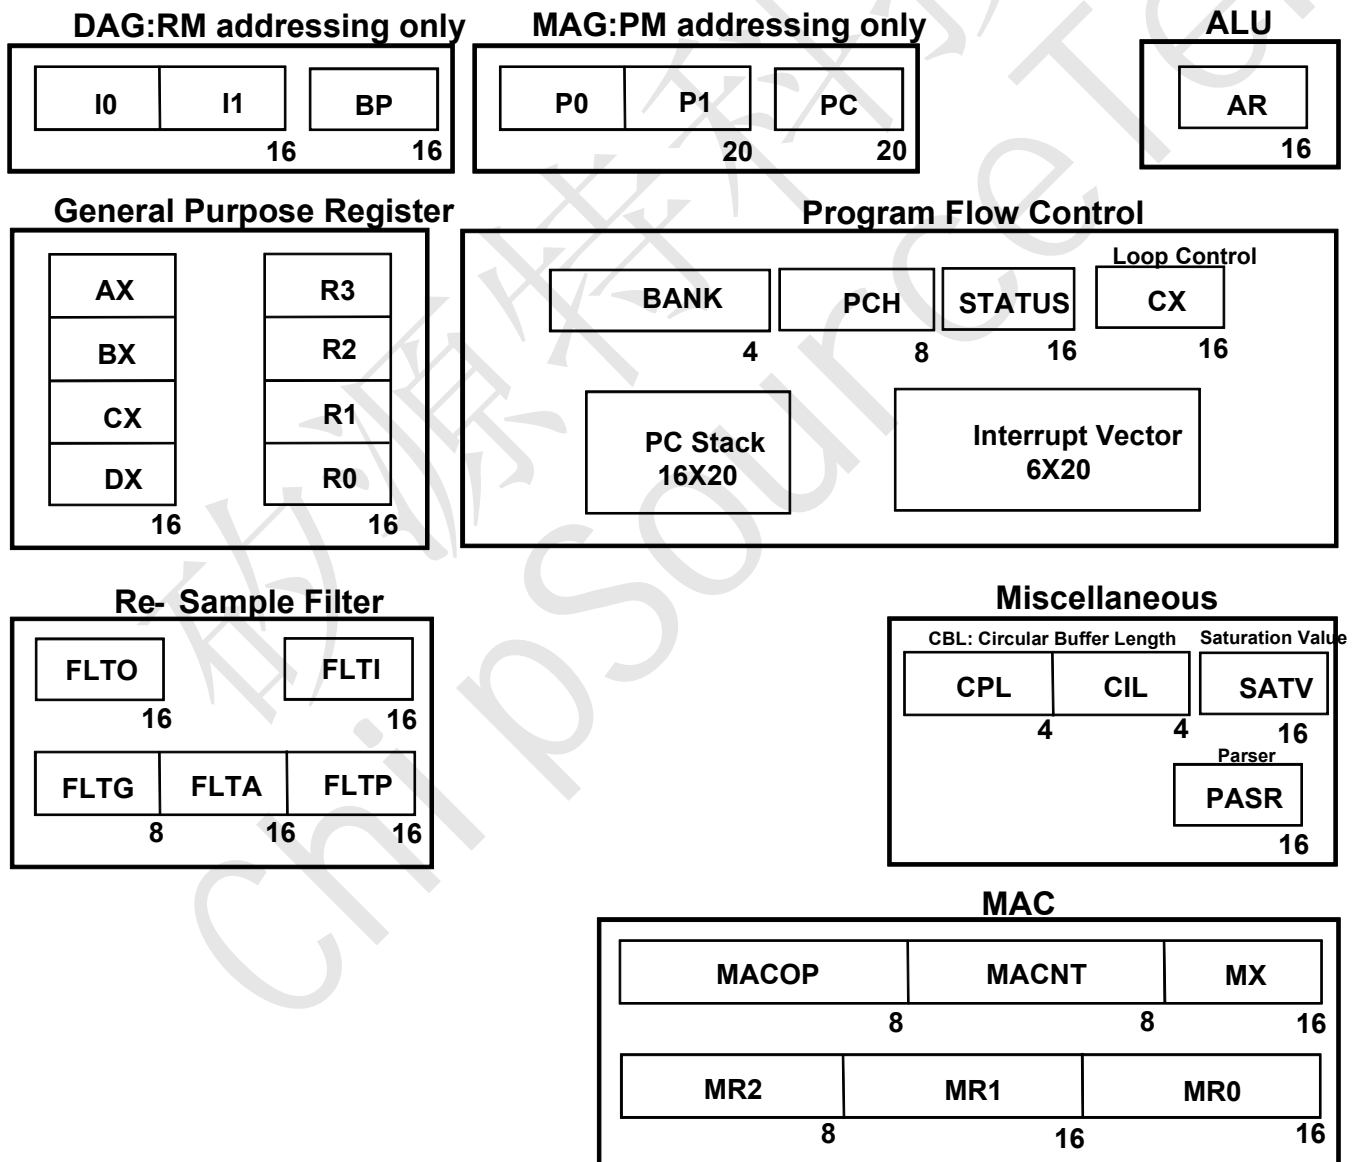 DAG:RM addressing only
MAG:PM addressing only
ALU
I0 I1 BP
16 16
P0 P1 PC
20 20
AR
16
General Purpose Register
Program Flow Control
AX R3
BX R2
CX R1
DX R0
16 16
Loop Control
BANK PCH STATUS CX
4 8 16 16
PC Stack
16X20
Interrupt Vector
6X20
Re- Sample Filter
FLTO FLTI
16 16
FLTG FLTA FLTP
8 16 16
Miscellaneous
CBL: Circular Buffer Length Saturation Value
CPL CIL SATV
4 4 16
Parser
PASR
16
MAC
MACOP MACNT MX
8 8 16
MR2 MR1 MR0
8 16 16